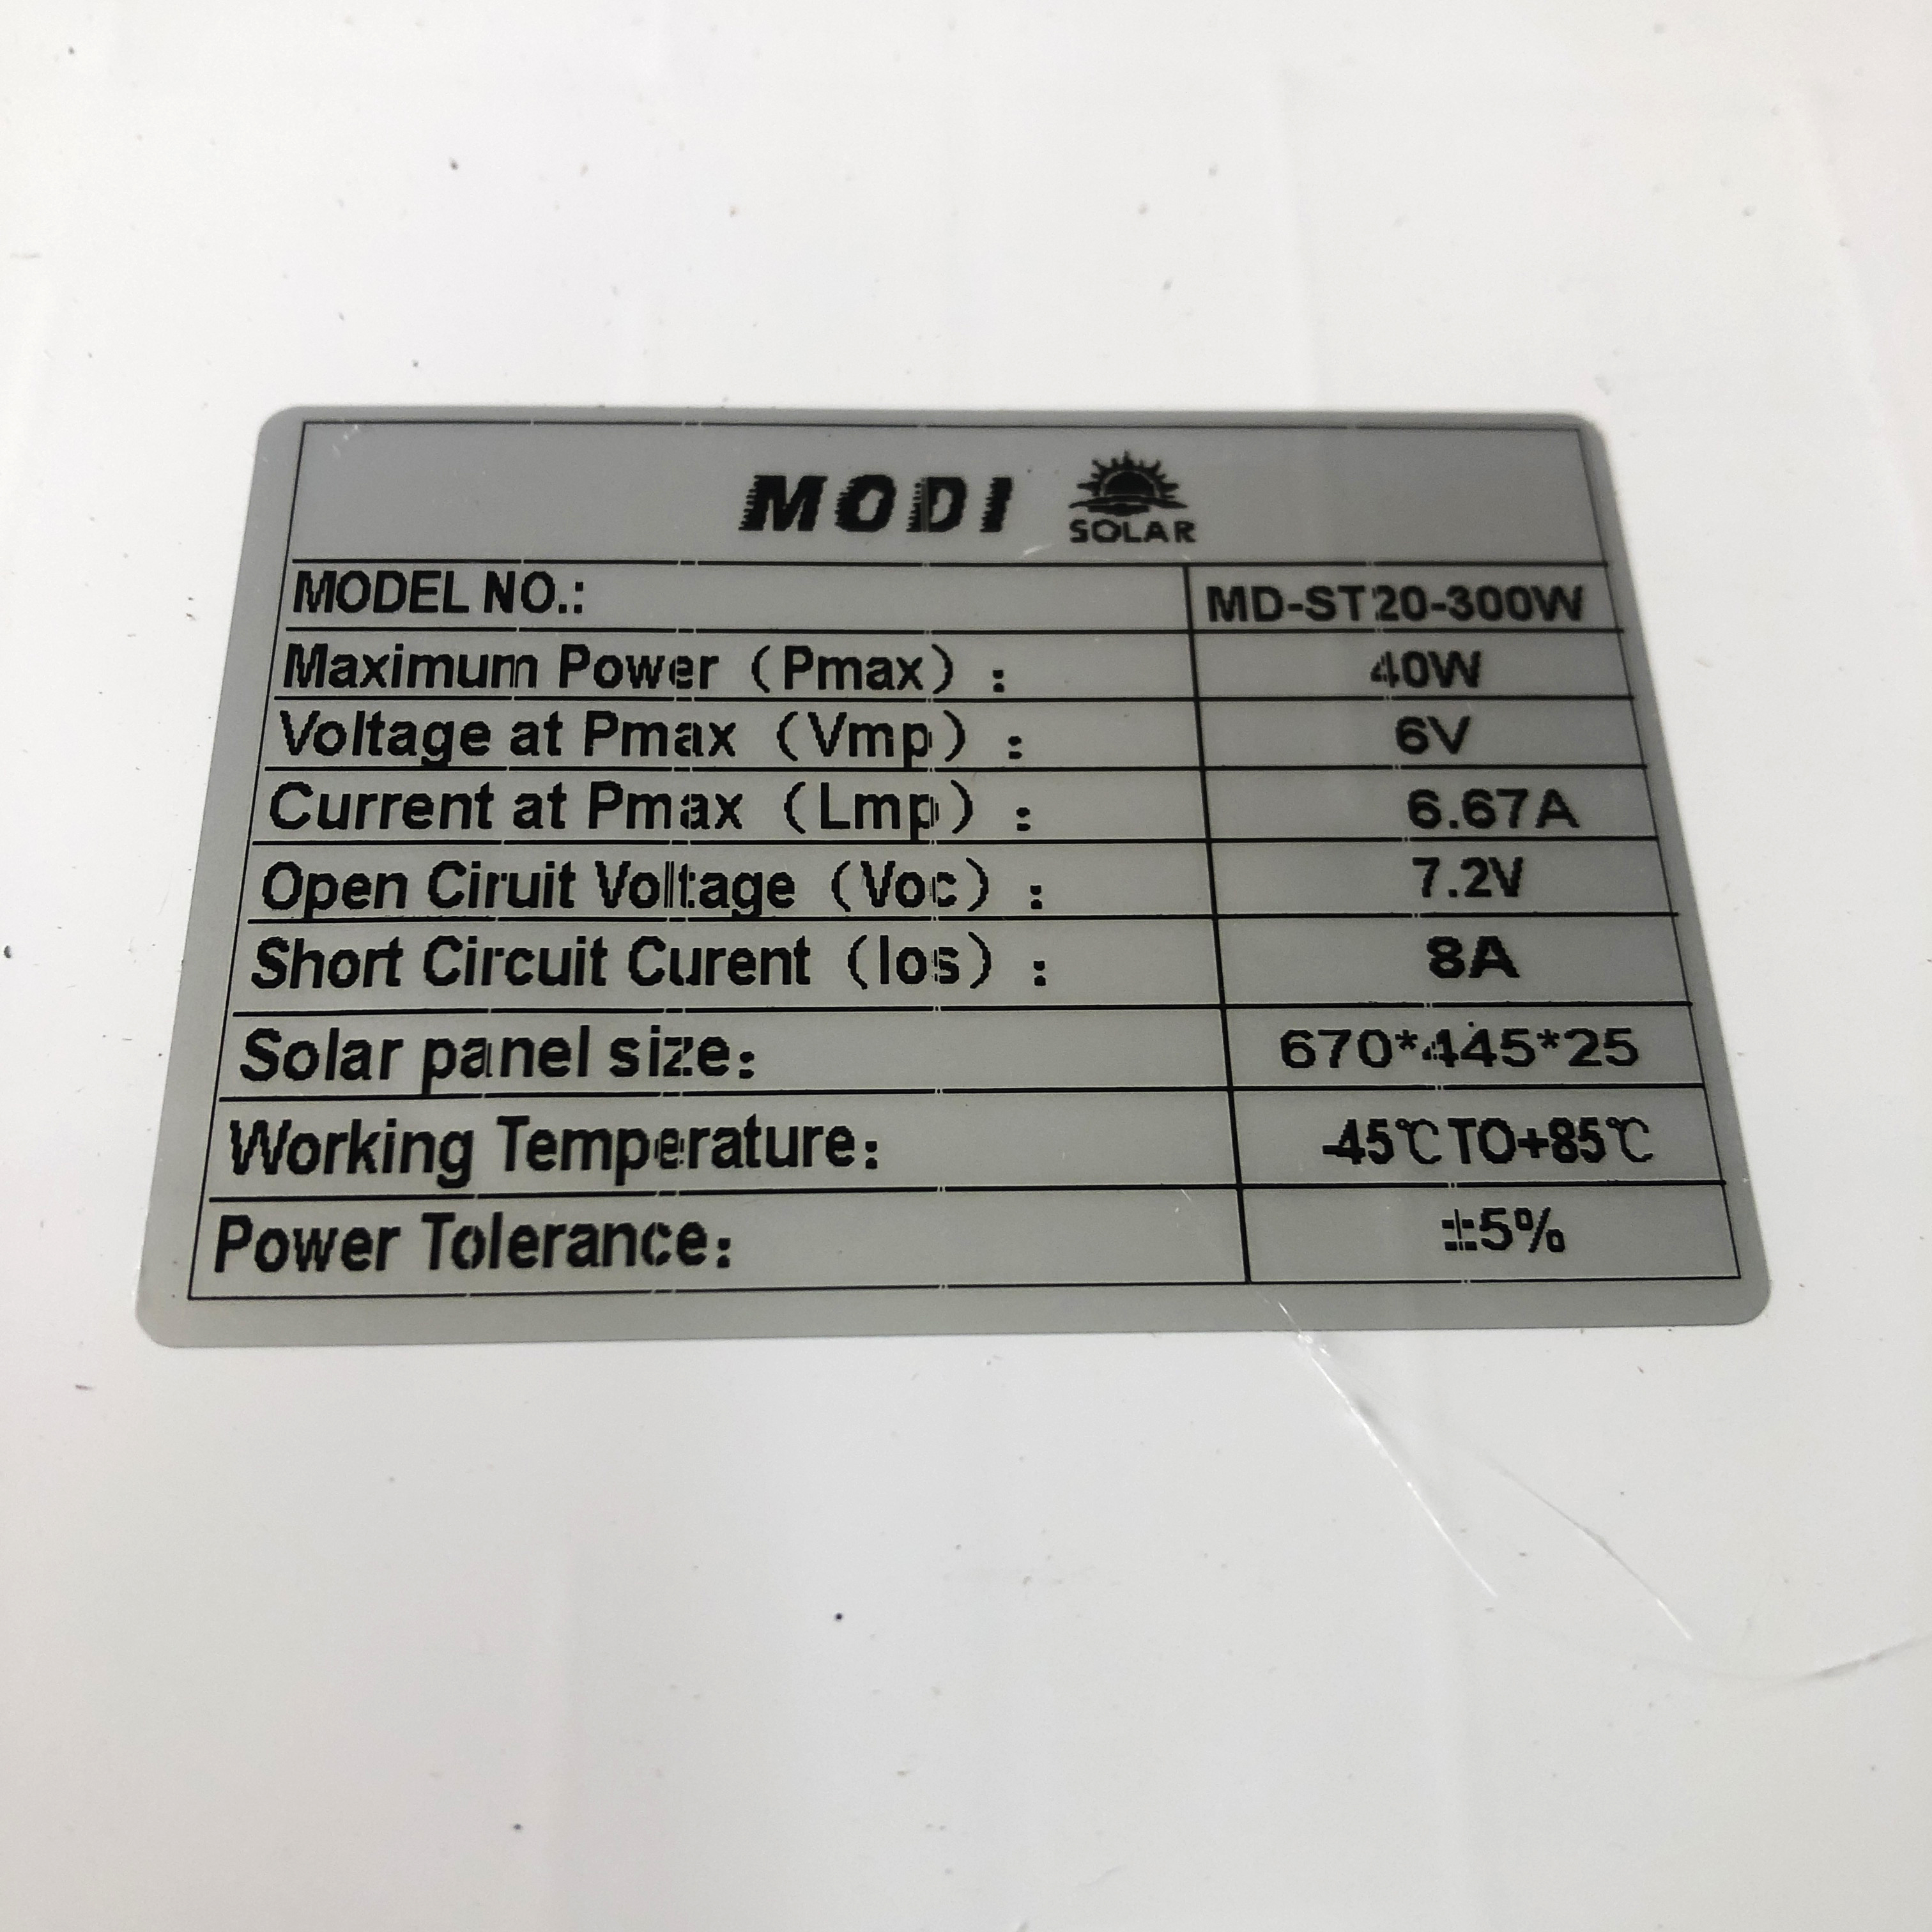 MODI SOLAR
MODEL NO.: MD-ST20-300W
Maximum Power（Pmax）: 40W
Voltage at Pmax（Vmp）: 6V
Current at Pmax（Lmp）: 6.67A
Open Ciruit Voltage（Voc）: 7.2V
Short Circuit Curent（Ios）: 8A
Solar panel size: 670*445*25
Working Temperature: -45℃ TO+85℃
Power Tolerance: ±5%